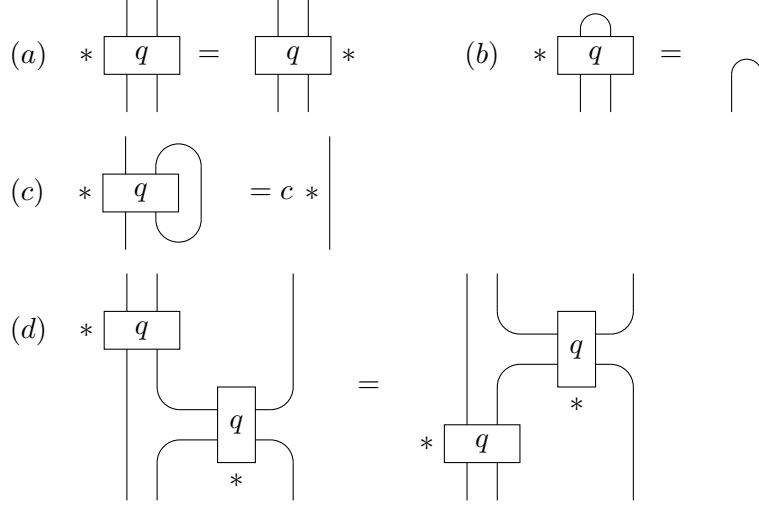 (a) * q = q * (b) * q =
(c) * q = c *
(d) * q q * = q * * q